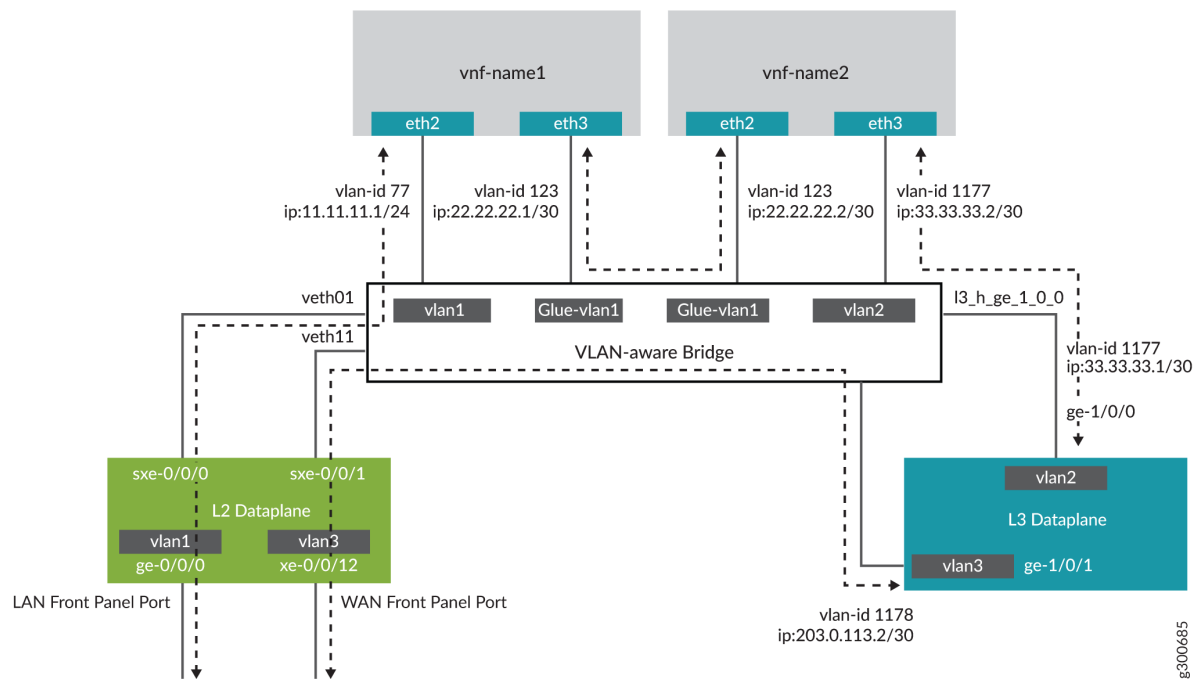 vnf-name1
vnf-name2
eth2
eth3
eth2
eth3
vlan-id 77
ip:11.11.11.1/24
vlan-id 123
ip:22.22.22.1/30
vlan-id 123
ip:22.22.22.2/30
vlan-id 1177
ip:33.33.33.2/30
veth01
vlan1
Glue-vlan1
Glue-vlan1
vlan2
l3_h_ge_1_0_0
veth11
VLAN-aware Bridge
vlan-id 1177
ip:33.33.33.1/30
ge-1/0/0
sxe-0/0/0
sxe-0/0/1
L2 Dataplane
vlan1
vlan3
ge-0/0/0
xe-0/0/12
vlan2
L3 Dataplane
vlan3
ge-1/0/1
LAN Front Panel Port
WAN Front Panel Port
vlan-id 1178
ip:203.0.113.2/30
g300685